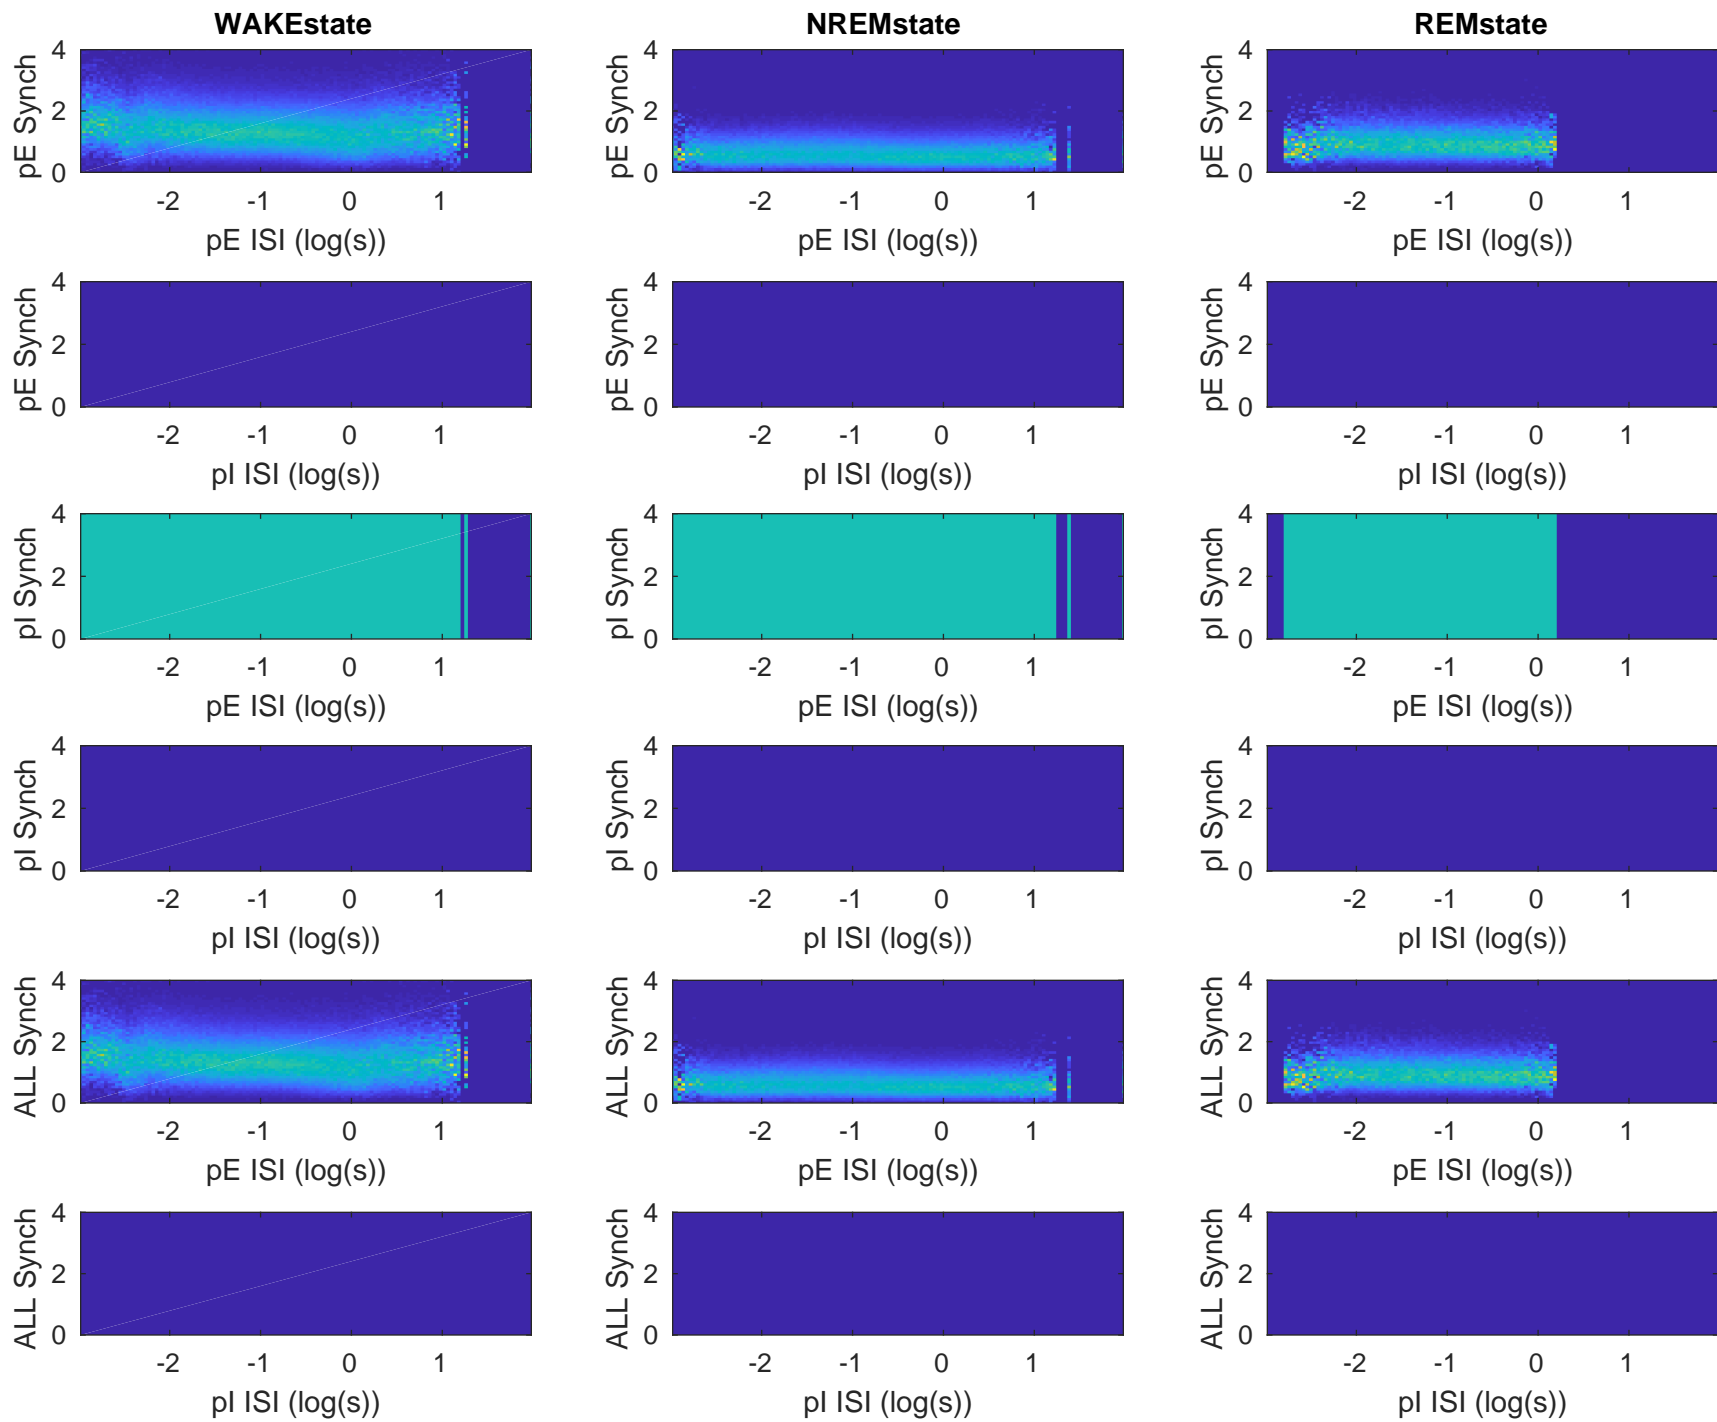 WAKEstate NREMstate REMstate
pE Synch 4 2 0 pE Synch 4 2 0 pE Synch 4 2 0
-2 -1 0 1 -2 -1 0 1 -2 -1 0 1
pE ISI (log(s)) pE ISI (log(s)) pE ISI (log(s))
pE Synch 4 2 0 pE Synch 4 2 0 pE Synch 4 2 0
-2 -1 0 1 -2 -1 0 1 -2 -1 0 1
pI ISI (log(s)) pI ISI (log(s)) pI ISI (log(s))
pI Synch 4 2 0 pI Synch 4 2 0 pI Synch 4 2 0
-2 -1 0 1 -2 -1 0 1 -2 -1 0 1
pE ISI (log(s)) pE ISI (log(s)) pE ISI (log(s))
pI Synch 4 2 0 pI Synch 4 2 0 pI Synch 4 2 0
-2 -1 0 1 -2 -1 0 1 -2 -1 0 1
pI ISI (log(s)) pI ISI (log(s)) pI ISI (log(s))
ALL Synch 4 2 0 ALL Synch 4 2 0 ALL Synch 4 2 0
-2 -1 0 1 -2 -1 0 1 -2 -1 0 1
pE ISI (log(s)) pE ISI (log(s)) pE ISI (log(s))
ALL Synch 4 2 0 ALL Synch 4 2 0 ALL Synch 4 2 0
-2 -1 0 1 -2 -1 0 1 -2 -1 0 1
pI ISI (log(s)) pI ISI (log(s)) pI ISI (log(s))